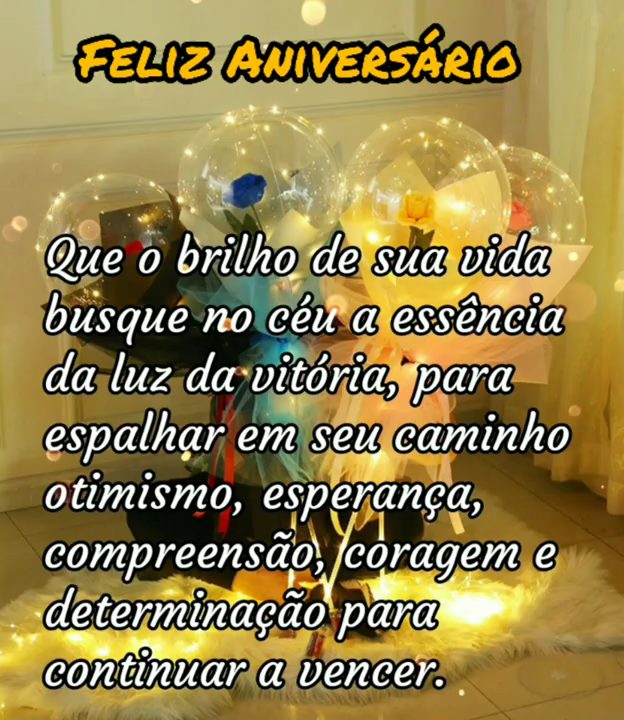 Feliz Aniversário
Que o brilho de sua vida
busque no céu a essência
da luz da vitória, para
espalhar em seu caminho
otimismo, esperança,
compreensão, coragem e
determinação para
continuar a vencer.